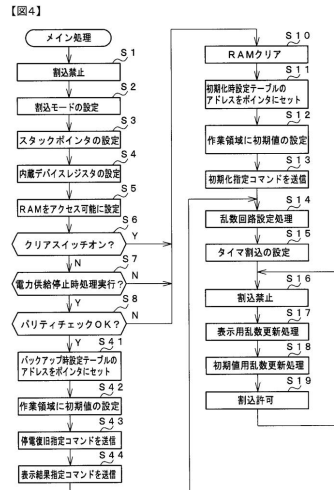 【図4】
メイン処理
S1
割込禁止
S2
割込モードの設定
S3
スタックポインタの設定
S4
内蔵デバイスレジスタの設定
S5
RAMをアクセス可能に設定
S6
クリアスイッチオン?
Y
N
S7
電力供給停止時処理実行?
N
Y
S8
パリティチェックOK?
N
Y
S41
バックアップ時設定テーブルの
アドレスをポインタにセット
S42
作業領域に初期値の設定
S43
停電復旧指定コマンドを送信
S44
表示結果指定コマンドを送信
S10
RAMクリア
S11
初期化時設定テーブルの
アドレスをポインタにセット
S12
作業領域に初期値の設定
S13
初期化指定コマンドを送信
S14
乱数回路設定処理
S15
タイマ割込の設定
S16
割込禁止
S17
表示用乱数更新処理
S18
初期値用乱数更新処理
S19
割込許可